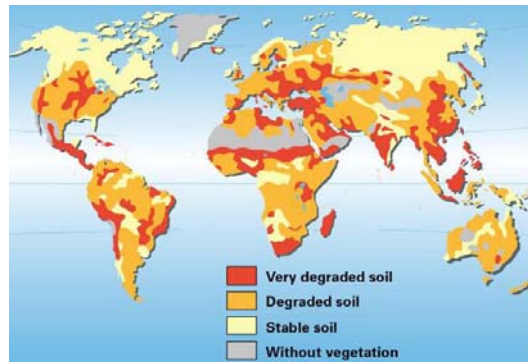 Very degraded soil
Degraded soil
Stable soil
Without vegetation